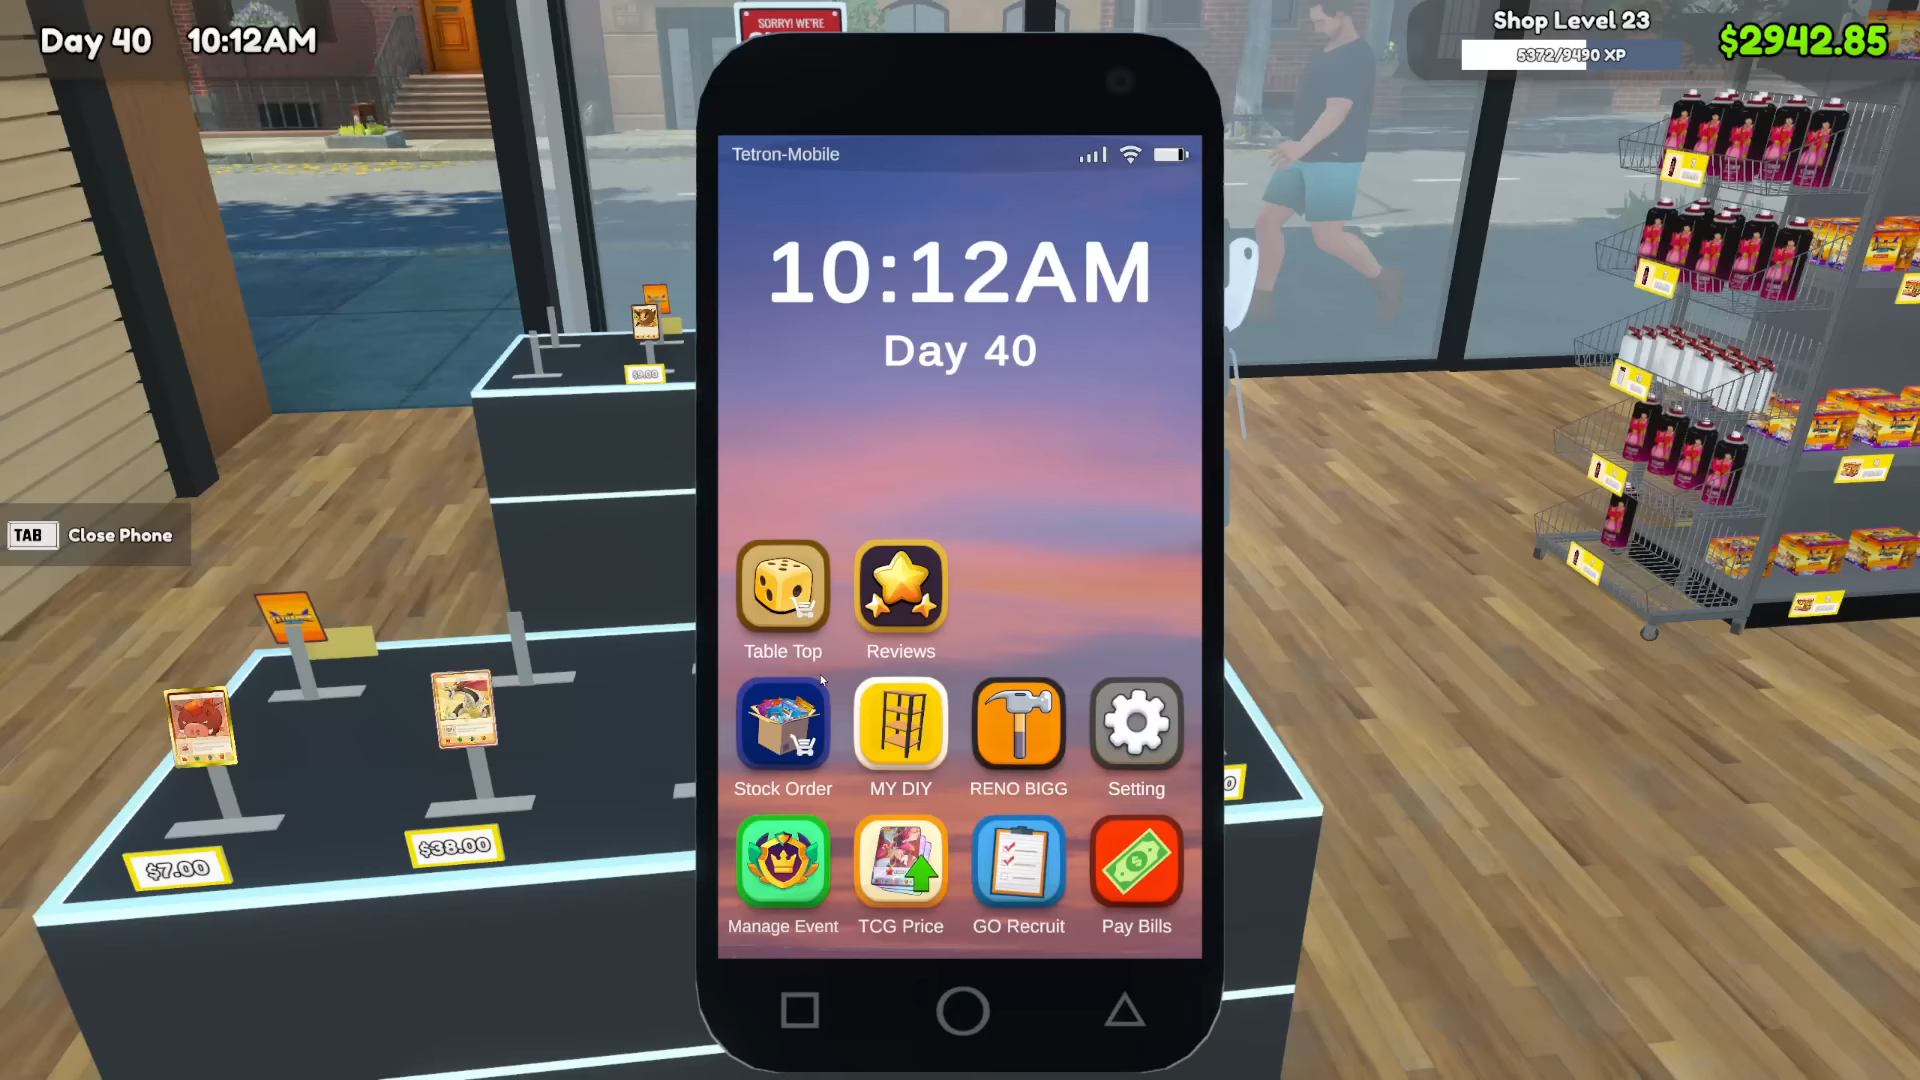 Day 40 10:12AM
SORRY! WE'RE
Shop Level 23
5372/9490 XP
$2942.85
Tetron-Mobile
10:12AM
Day 40
TAB Close Phone
$9.00
Table Top
Reviews
Stock Order
MY DIY
RENO BIGG
Setting
Manage Event
TCG Price
GO Recruit
Pay Bills
$7.00
$38.00